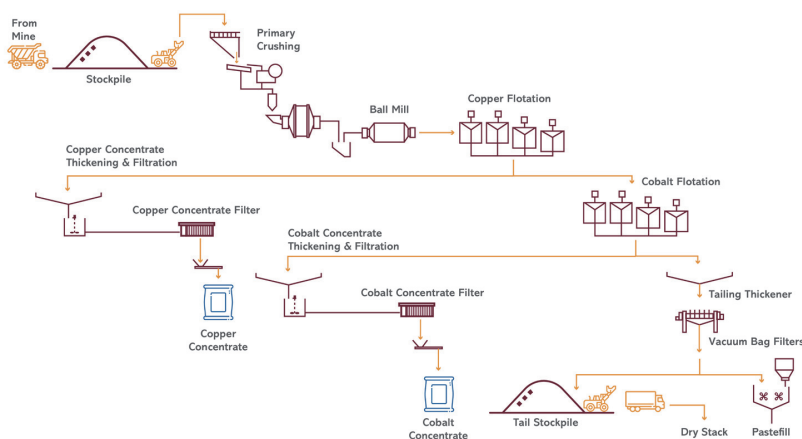 From
Mine
Primary
Crushing
Stockpile
Ball Mill
Copper Flotation
Copper Concentrate
Thickening & Filtration
Cobalt Flotation
Copper Concentrate Filter
Cobalt Concentrate
Thickening & Filtration
Tailing Thickener
Cobalt Concentrate Filter
Copper
Concentrate
Vacuum Bag Filters
Tail Stockpile
Cobalt
Concentrate
Dry Stack
Pastefill